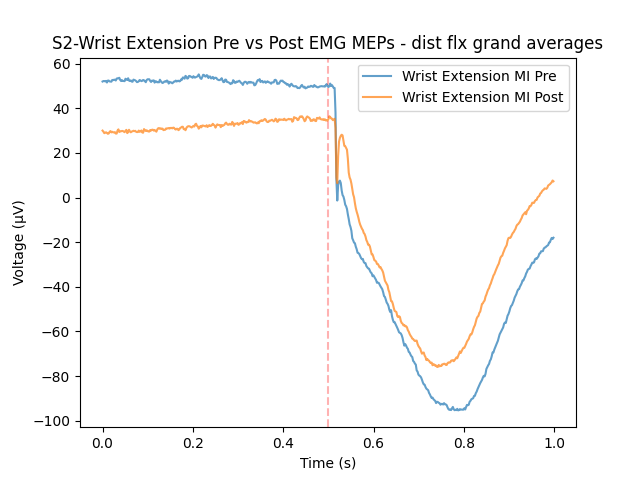 S2-Wrist Extension Pre vs Post EMG MEPs - dist flx grand averages
Wrist Extension MI Pre
Wrist Extension MI Post
60
40
20
0
−20
−40
−60
−80
−100
Voltage (μV)
0.0 0.2 0.4 0.6 0.8 1.0
Time (s)